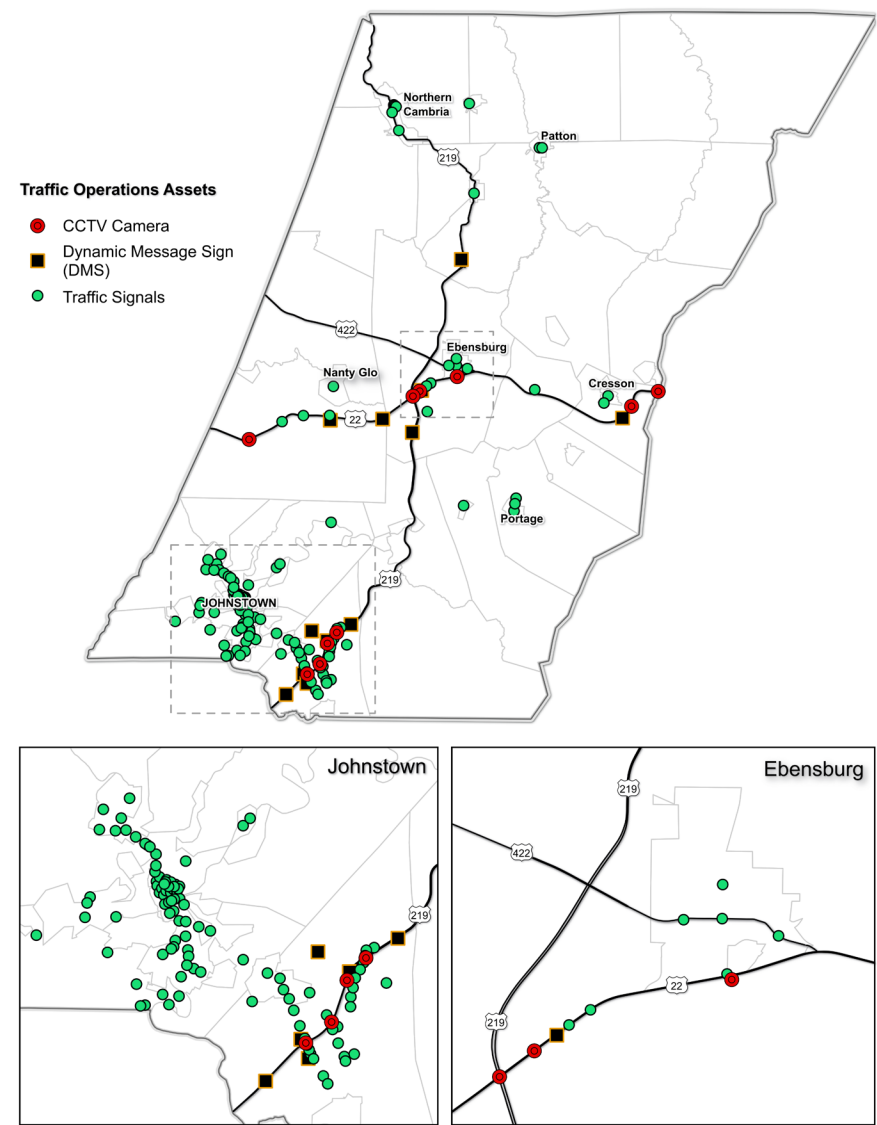 Northern
Cambria
Patton
219
Traffic Operations Assets
CCTV Camera
Dynamic Message Sign
(DMS)
Traffic Signals
422
Ebensburg
Nanty Glo
Cresson
22
Portage
219
JOHNSTOWN
Johnstown
219
Ebensburg
219
422
22
219